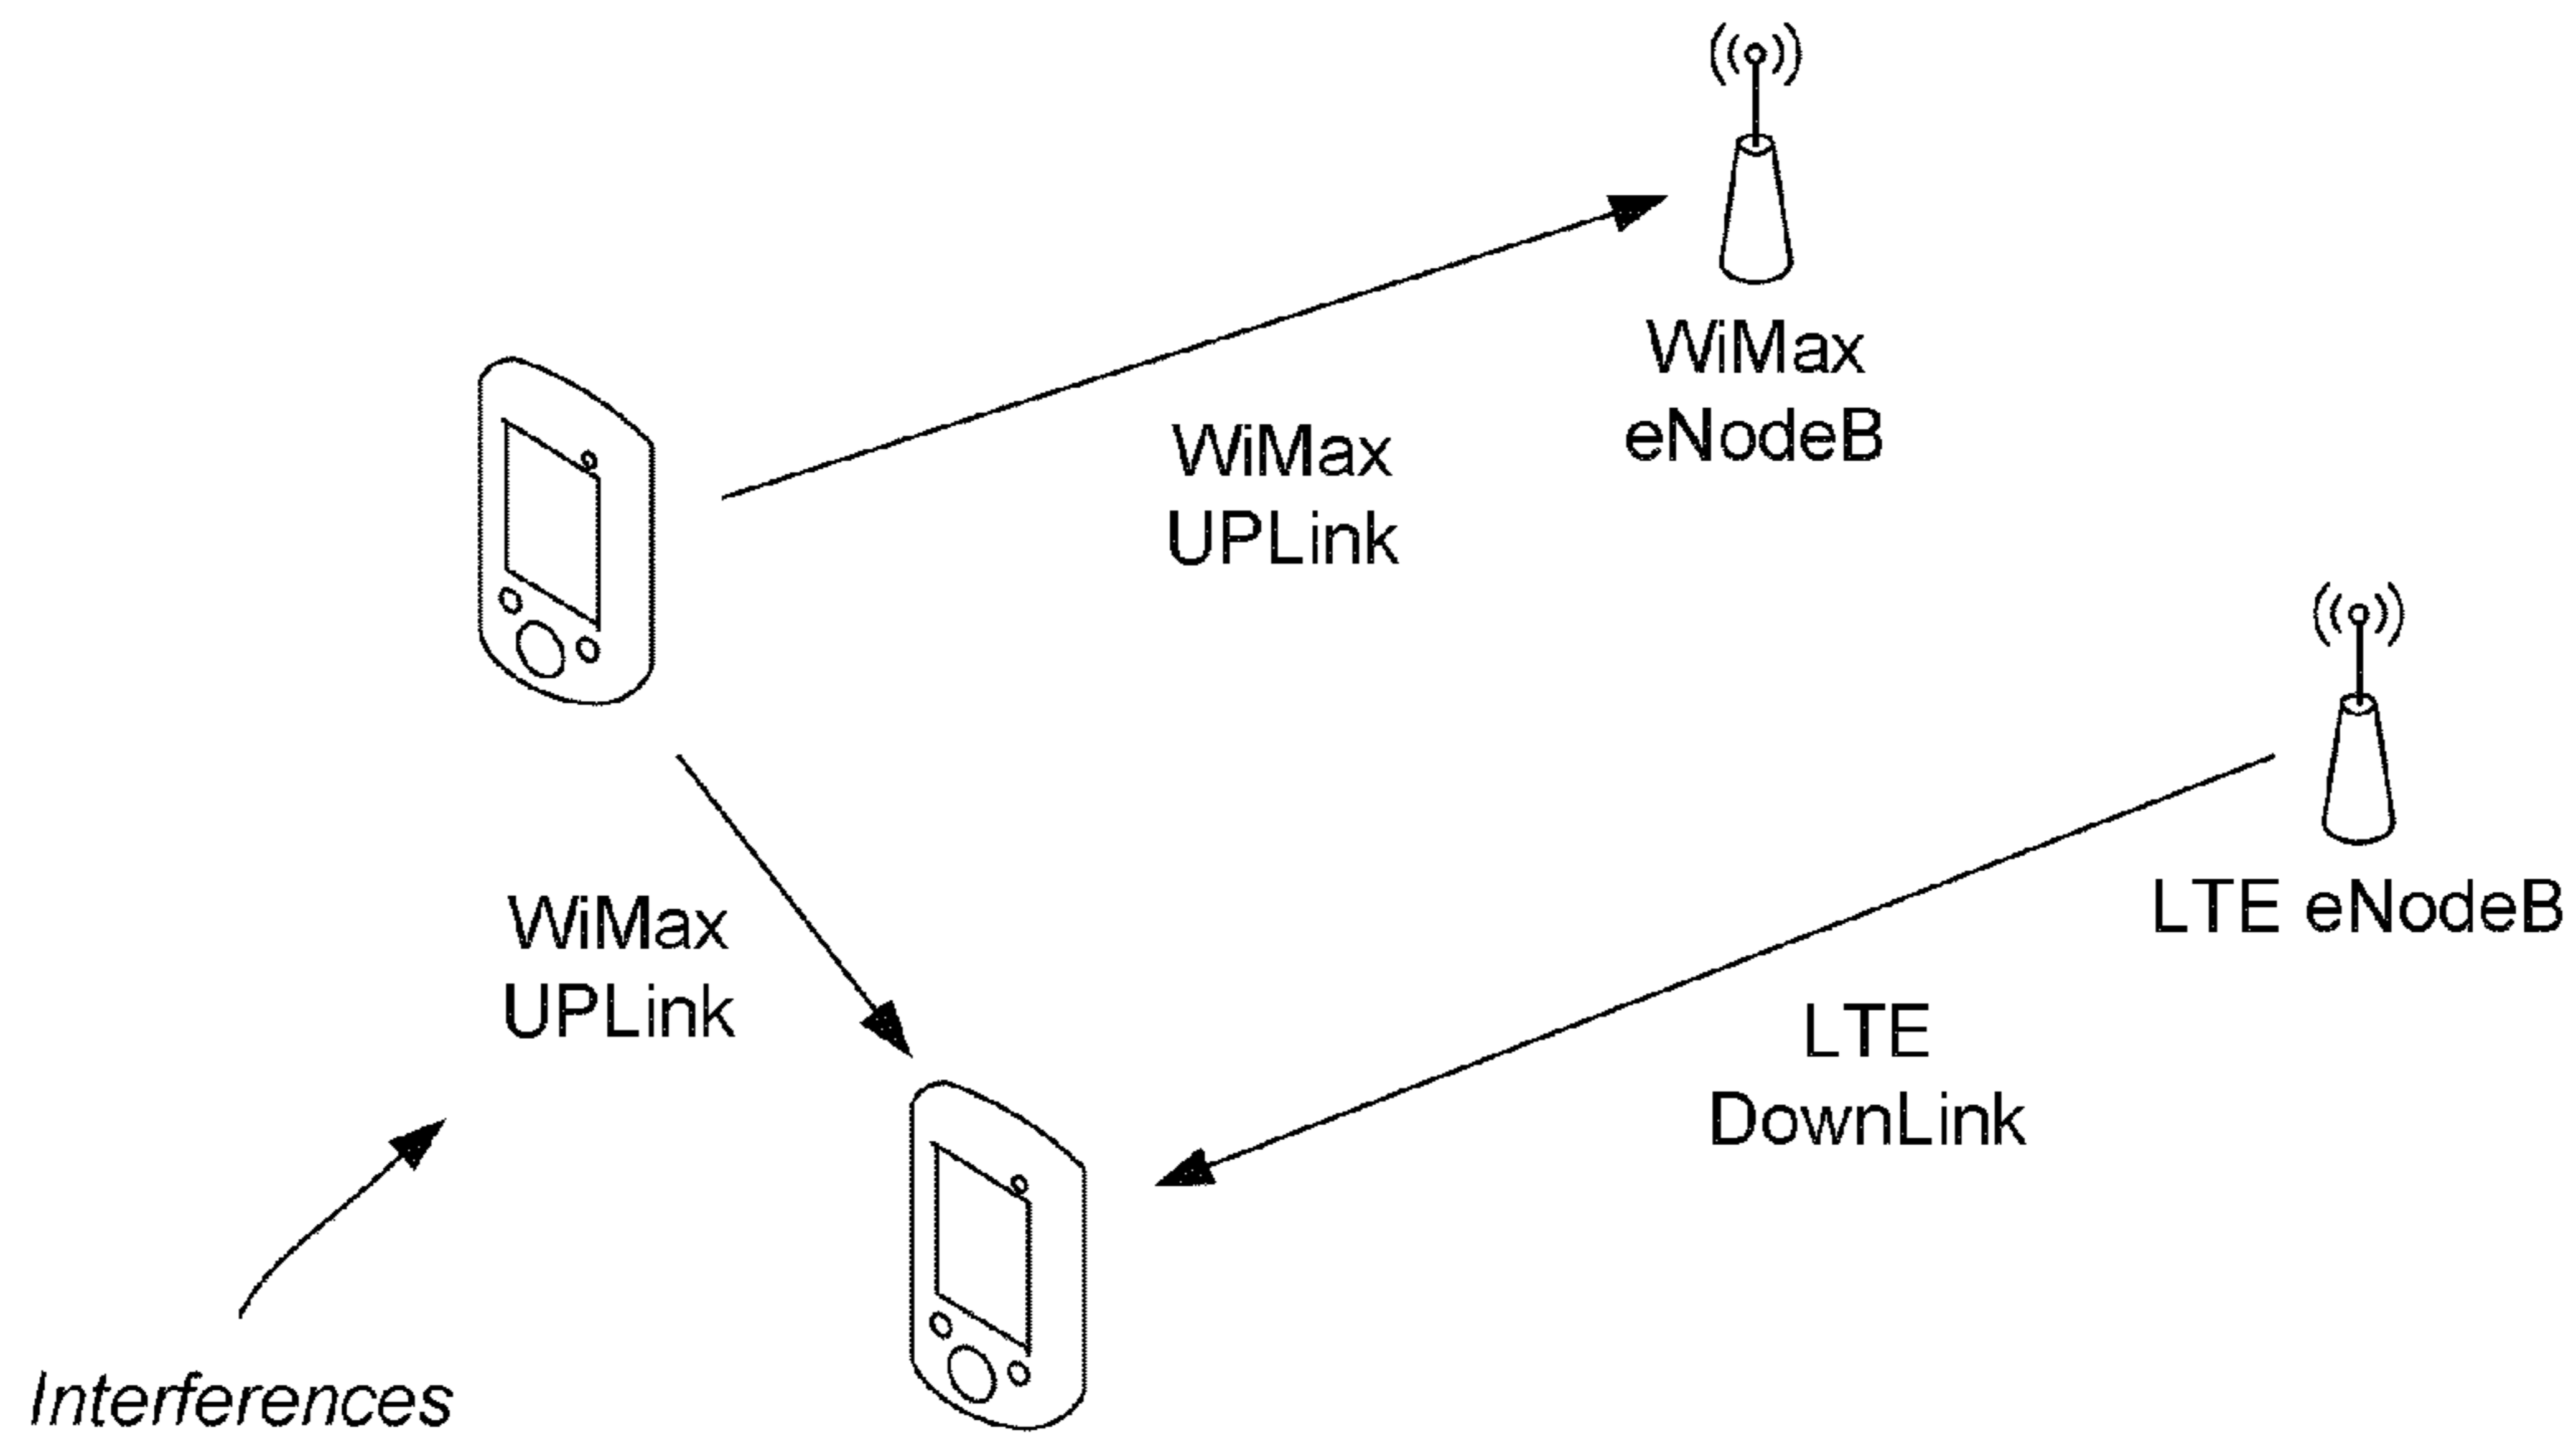 WiMax
eNodeB
WiMax
UPLink
LTE eNodeB
WiMax
UPLink
LTE
DownLink
Interferences